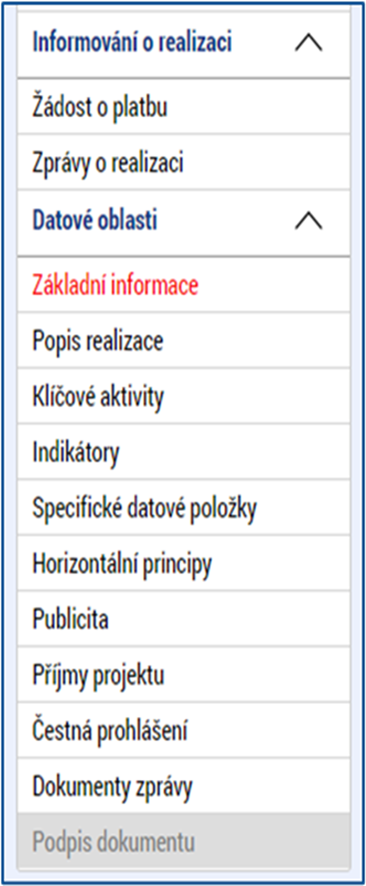 Informování o realizaci
Žádost o platbu
Zprávy o realizaci
Datové oblasti
Základní informace
Popis realizace
Klíčové aktivity
Indikátory
Specifické datové položky
Horizontální principy
Publicita
Příjmy projektu
Čestná prohlášení
Dokumenty zprávy
Podpis dokumentu